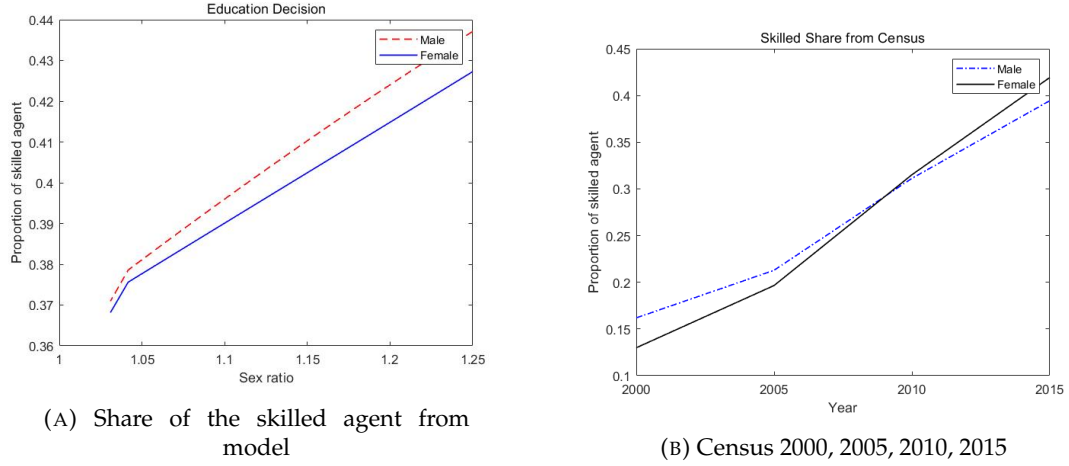 Education Decision
0.44
0.43
0.42
0.41
0.4
0.39
0.38
0.37
0.36
Proportion of skilled agent
Male
Female
1
1.05
1.1
1.15
1.2
1.25
Sex ratio
(A) Share of the skilled agent from
model
Skilled Share from Census
0.45
0.4
0.35
0.3
0.25
0.2
0.15
0.1
Proportion of skilled agent
Male
Female
2000
2005
2010
2015
Year
(B) Census 2000, 2005, 2010, 2015